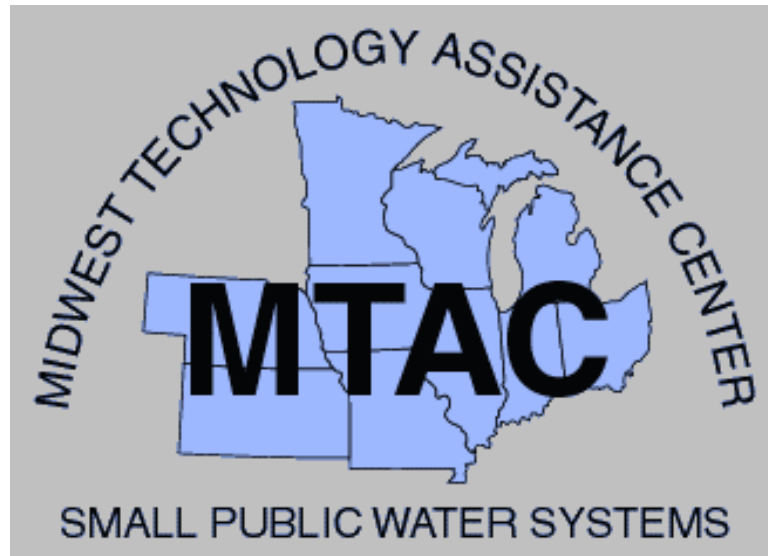 MIDWEST TECHNOLOGY ASSISTANCE CENTER
MTAC
SMALL PUBLIC WATER SYSTEMS